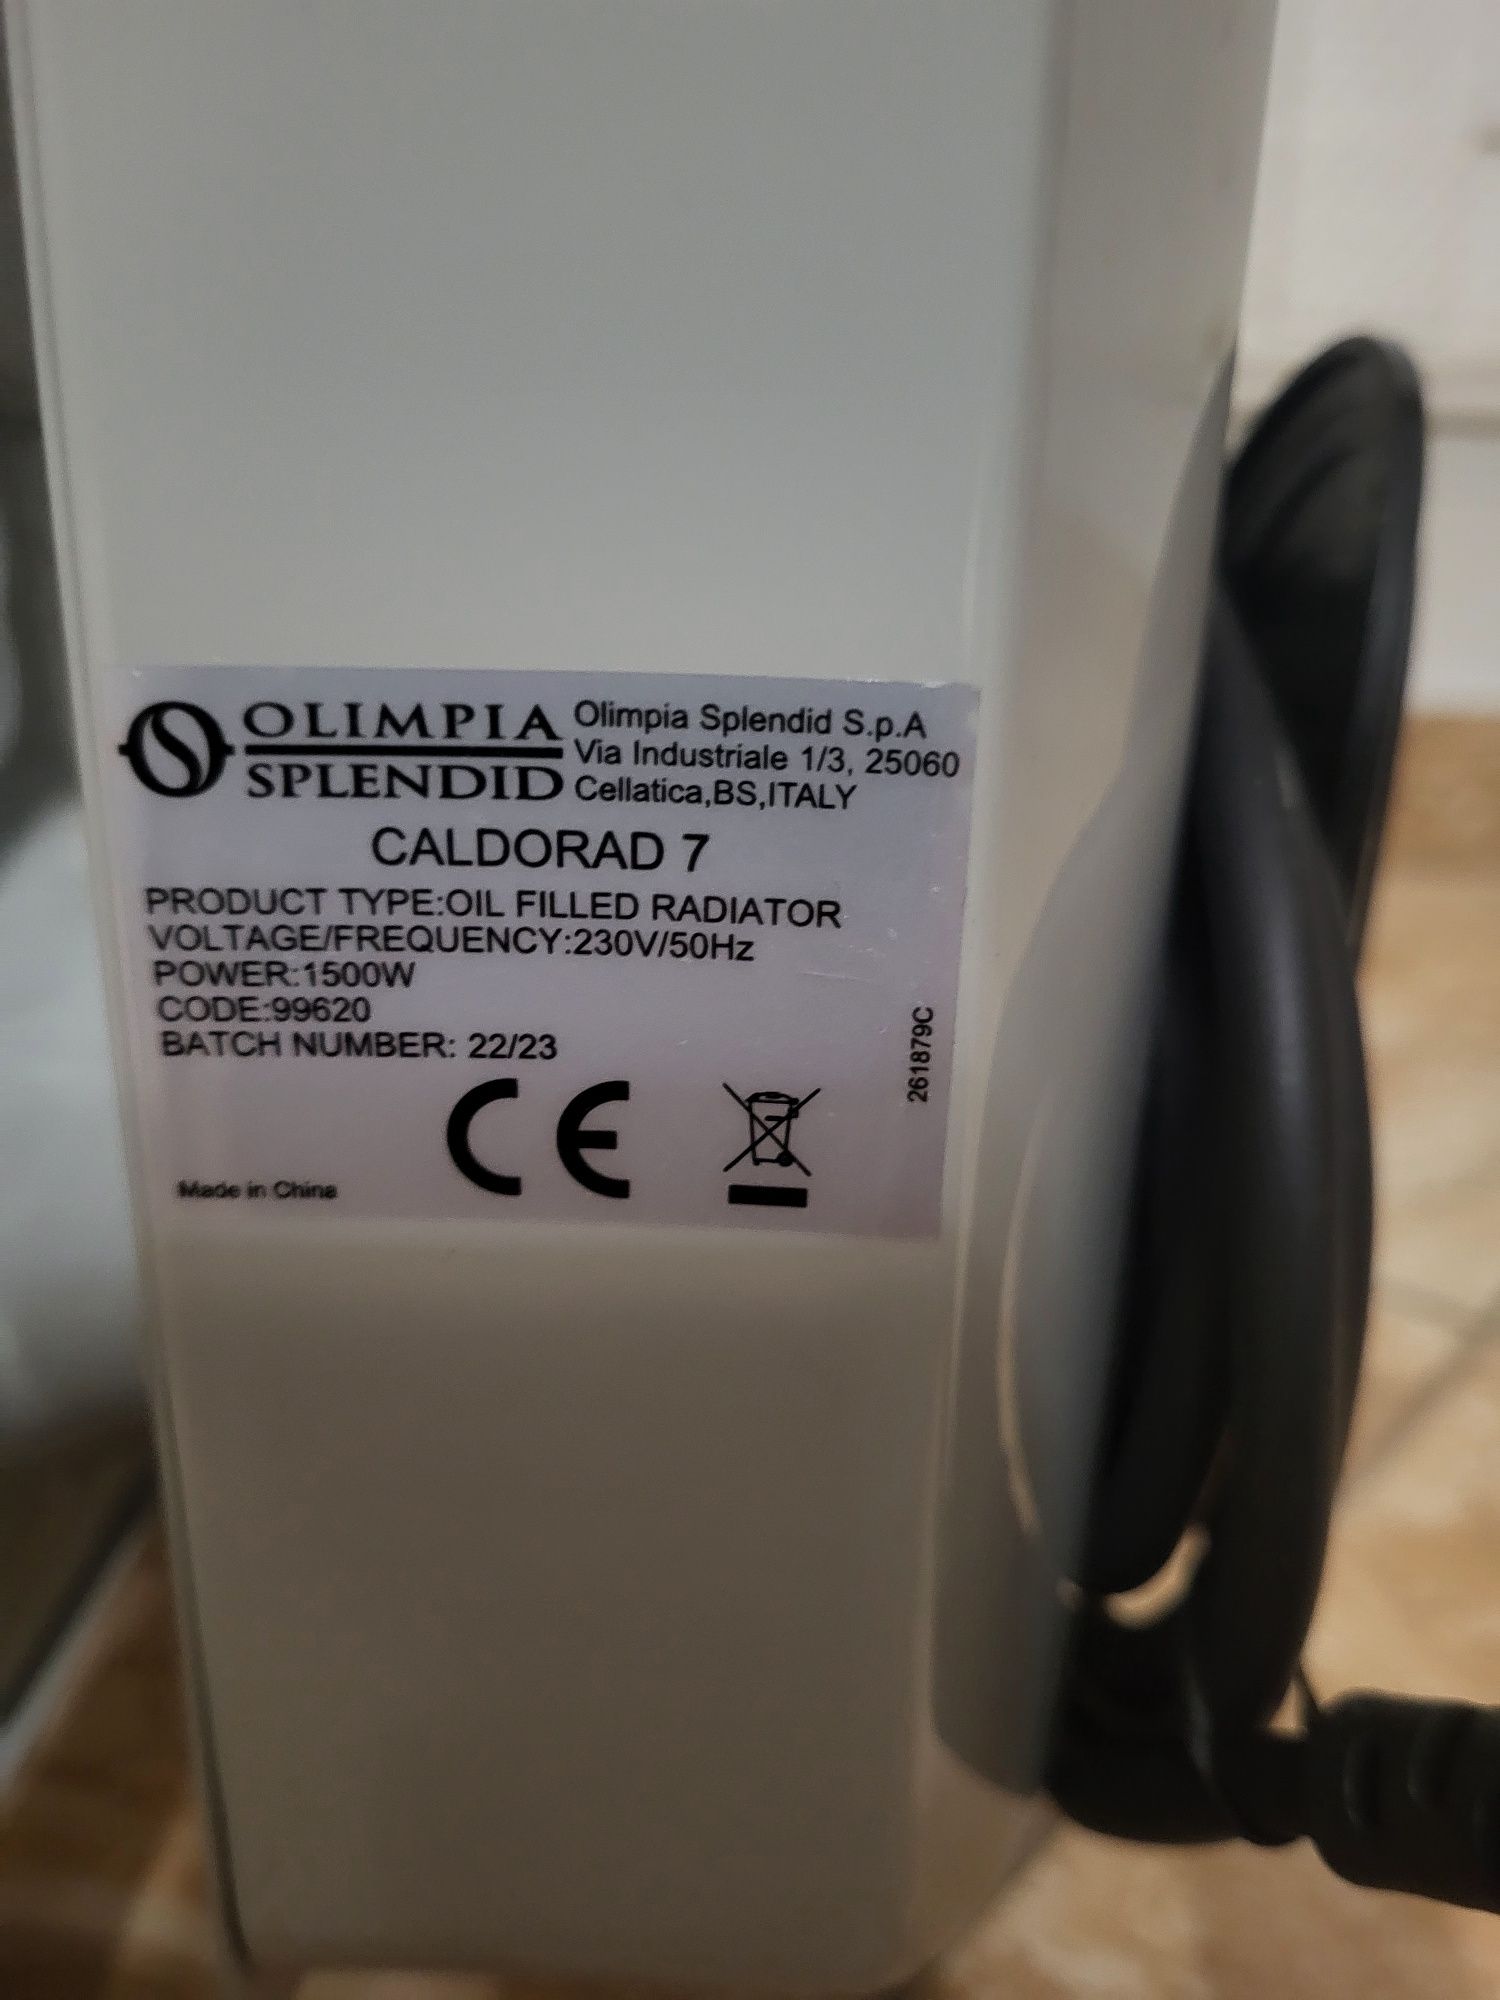 OLIMPIA
SPLENDID
Olimpia Splendid S.p.A
Via Industriale 1/3, 25060
Cellatica,BS,ITALY
CALDORAD 7
PRODUCT TYPE:OIL FILLED RADIATOR
VOLTAGE/FREQUENCY:230V/50Hz
POWER:1500W
CODE:99620
BATCH NUMBER: 22/23
261879C
CE
Made in China